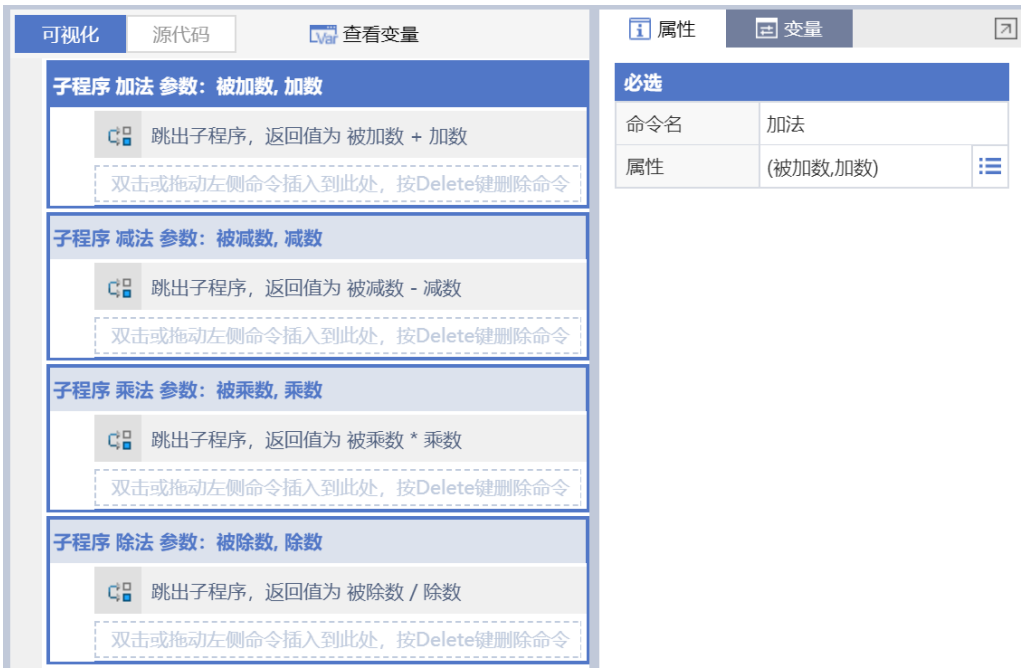 可视化 源代码 查看变量
子程序 加法 参数：被加数, 加数
跳出子程序，返回值为 被加数 + 加数
双击或拖动左侧命令插入到此处，按Delete键删除命令
子程序 减法 参数：被减数, 减数
跳出子程序，返回值为 被减数 - 减数
双击或拖动左侧命令插入到此处，按Delete键删除命令
子程序 乘法 参数：被乘数, 乘数
跳出子程序，返回值为 被乘数 * 乘数
双击或拖动左侧命令插入到此处，按Delete键删除命令
子程序 除法 参数：被除数, 除数
跳出子程序，返回值为 被除数 / 除数
双击或拖动左侧命令插入到此处，按Delete键删除命令
属性 变量
必选
命令名 加法
属性 (被加数,加数)